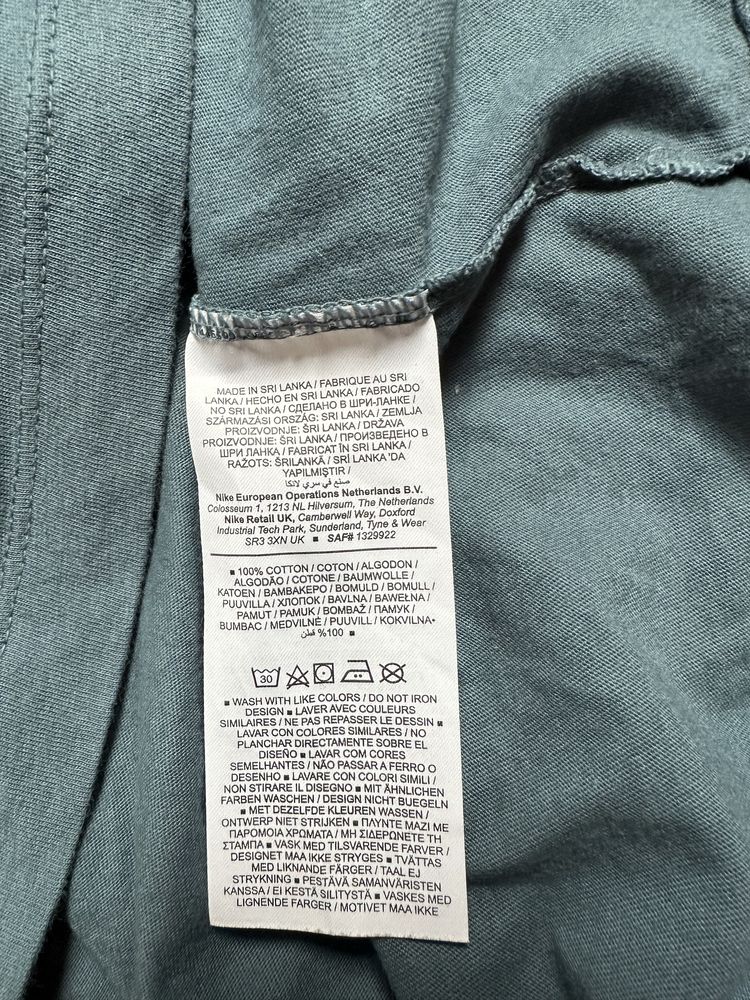 MADE IN SRI LANKA / FABRIQUE AU SRI
LANKA / HECHO EN SRI LANKA / FABRICADO
NO SRI LANKA / СДЕЛАНО В ШРИ-ЛАНКЕ /
SZÁRMAZÁSI ORSZÁG: SRI LANKA / ZEMLJA
PROIZVODNJE: ŠRI LANKA / DRŽAVA
PROIZVODNJE: ŠRI LANKA / ПРОИЗВЕДЕНО В
ШРИ ЛАНКА / FABRICAT ÎN SRI LANKA /
RAŽOTS: ŠRILANKĀ / SRİ LANKA 'DA
YAPILMIŞTIR /
صنع في سري لانكا
Nike European Operations Netherlands B.V.
Colosseum 1, 1213 NL Hilversum, The Netherlands
Nike Retail UK, Camberwell Way, Doxford
Industrial Tech Park, Sunderland, Tyne & Wear
SR3 3XN UK ■ SAF# 1329922
■ 100% COTTON / COTON / ALGODON /
ALGODÃO / COTONE / BAUMWOLLE /
KATOEN / ΒΑΜΒΑΚΕΡΟ / BOMULD / BOMULL /
PUUVILLA / ХЛОПОК / BAVLNA / BAWEŁNA /
PAMUT / PAMUK / BOMBAŽ / ПАМУК /
BUMBAC / MEDVILNĖ / PUUVILL / KOKVILNA
%100 قطن ■
30
■ WASH WITH LIKE COLORS / DO NOT IRON
DESIGN ■ LAVER AVEC COULEURS
SIMILAIRES / NE PAS REPASSER LE DESSIN ■
LAVAR CON COLORES SIMILARES / NO
PLANCHAR DIRECTAMENTE SOBRE EL
DISEÑO ■ LAVAR COM CORES
SEMELHANTES / NÃO PASSAR A FERRO O
DESENHO ■ LAVARE CON COLORI SIMILI /
NON STIRARE IL DISEGNO ■ MIT ÄHNLICHEN
FARBEN WASCHEN / DESIGN NICHT BUEGELN
■ MET DEZELFDE KLEUREN WASSEN /
ONTWERP NIET STRIJKEN ■ ΠΛΥΝΤΕ ΜΑΖΙ ΜΕ
ΠΑΡΟΜΟΙΑ ΧΡΩΜΑΤΑ / ΜΗ ΣΙΔΕΡΩΝΕΤΕ ΤΗ
ΣΤΑΜΠΑ ■ VASK MED TILSVARENDE FARVER /
DESIGNET MAA IKKE STRYGES ■ TVÄTTAS
MED LIKNANDE FÄRGER / TAAL EJ
STRYKNING ■ PESTÄVÄ SAMANVÄRISTEN
KANSSA / EI KESTÄ SILITYSTÄ ■ VASKES MED
LIGNENDE FARGER / MOTIVET MAA IKKE